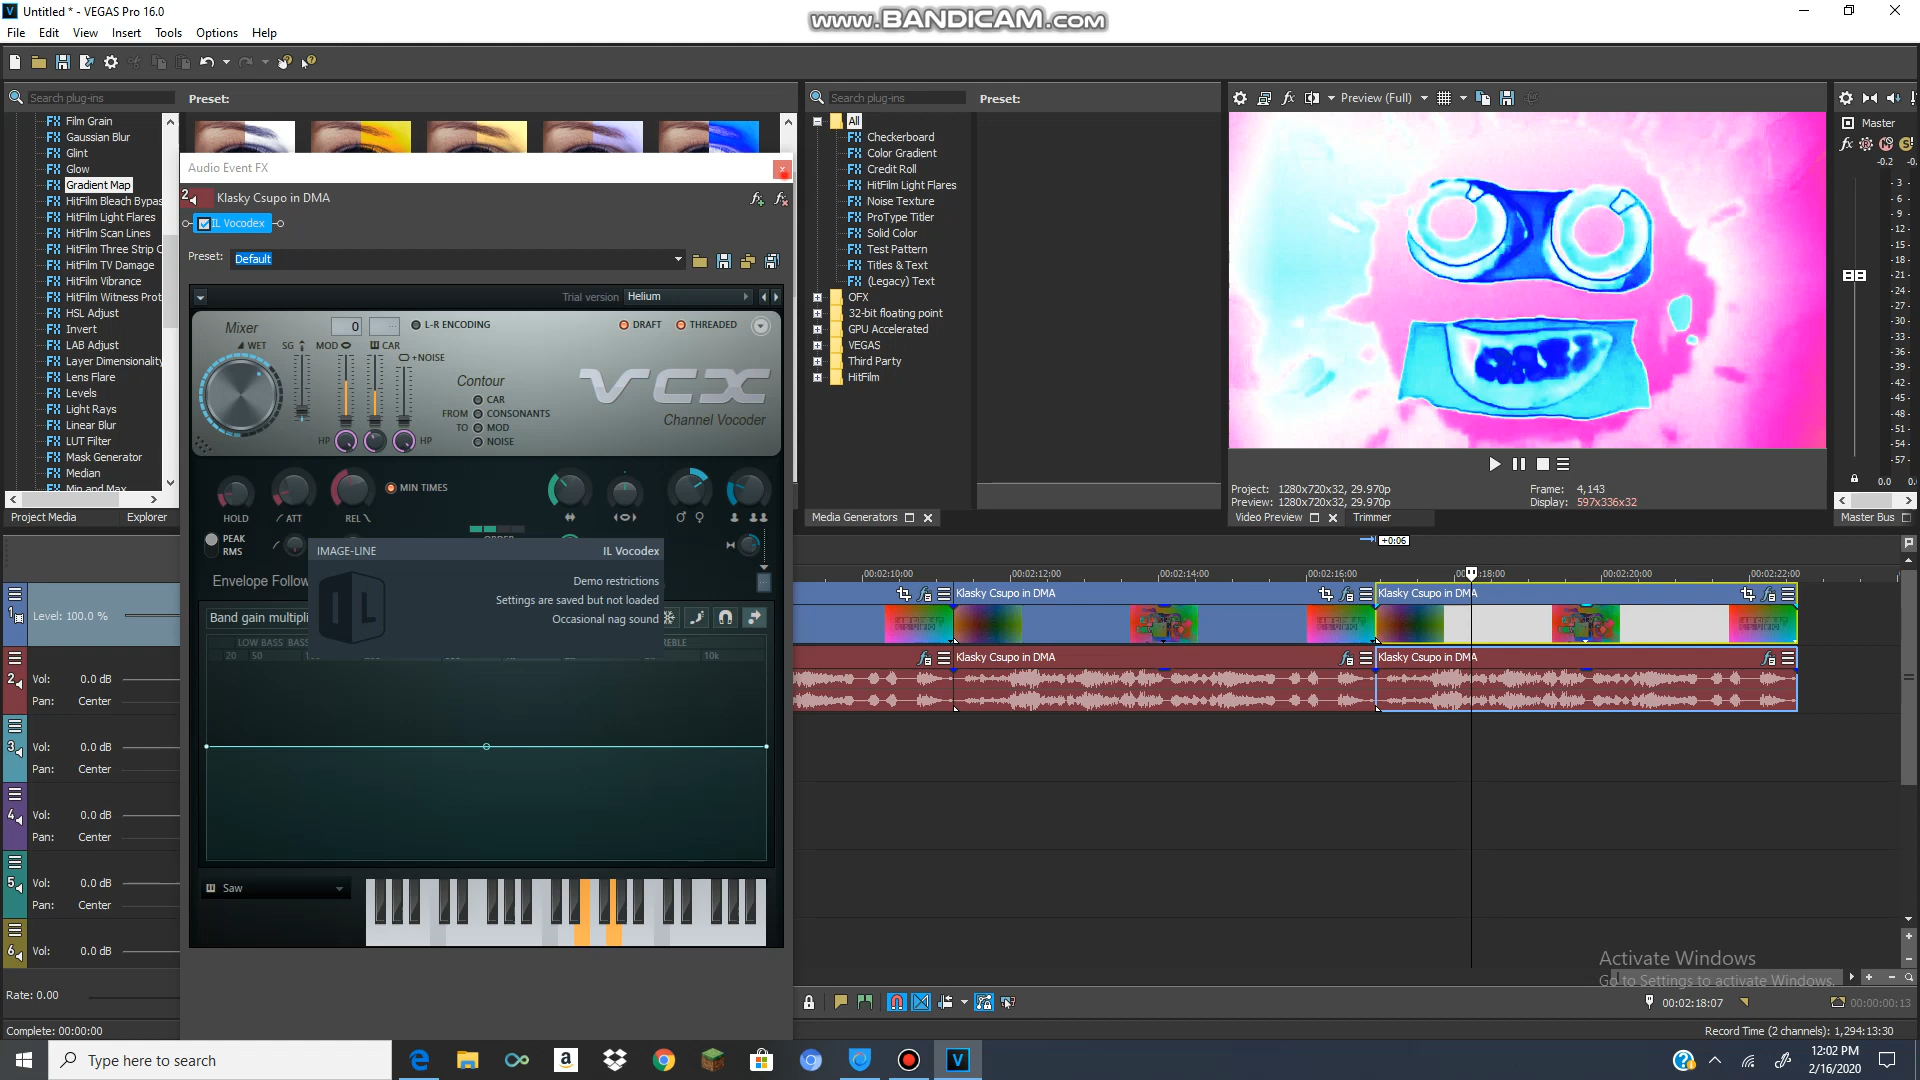 Untitled * - VEGAS Pro 16.0
www.BANDICAM.com
File Edit View Insert Tools Options Help
Search plug-ins
Preset:
Search plug-ins
Preset:
Preview (Full)
Master
Film Grain
Gaussian Blur
Glint
Glow
Gradient Map
HitFilm Bleach Bypas
HitFilm Light Flares
HitFilm Scan Lines
HitFilm Three Strip C
HitFilm TV Damage
HitFilm Vibrance
HitFilm Witness Prot
HSL Adjust
Invert
LAB Adjust
Layer Dimensionality
Lens Flare
Levels
Light Rays
Linear Blur
LUT Filter
Mask Generator
Median
Min and Max
Project Media Explorer
Audio Event FX
2 Klasky Csupo in DMA
IL Vocodex
Preset: Default
Trial version Helium
Mixer 0 L-R ENCODING DRAFT THREADED
WET SG MOD CAR
+NOISE
Contour
CAR
FROM CONSONANTS
TO MOD
NOISE
HP HP
VCX
Channel Vocoder
HOLD ATT REL MIN TIMES
PEAK
RMS
ORDER
Envelope Follow
IMAGE-LINE IL Vocodex
Demo restrictions
Settings are saved but not loaded
Occasional nag sound
Band gain multipli
LOW BASS BASS REBLE
20 50 10k
Saw
All
Checkerboard
Color Gradient
Credit Roll
HitFilm Light Flares
Noise Texture
ProType Titler
Solid Color
Test Pattern
Titles & Text
(Legacy) Text
OFX
32-bit floating point
GPU Accelerated
VEGAS
Third Party
HitFilm
Media Generators
Project: 1280x720x32, 29.970p
Preview: 1280x720x32, 29.970p
Frame: 4,143
Display: 597x336x32
Video Preview Trimmer
-0.2
-3
-6
-9
-12
-15
-18
-21
-24
-27
-30
-33
-36
-39
-42
-45
-48
-51
-54
-57
0.0 0.
Master Bus
+0:06
00:02:10:00 00:02:12:00 00:02:14:00 00:02:16:00 :18:00 00:02:20:00 00:02:22:00
Klasky Csupo in DMA Klasky Csupo in DMA
Klasky Csupo in DMA Klasky Csupo in DMA
1 Level: 100.0 %
2 Vol: 0.0 dB
Pan: Center
3 Vol: 0.0 dB
Pan: Center
4 Vol: 0.0 dB
Pan: Center
5 Vol: 0.0 dB
Pan: Center
6 Vol: 0.0 dB
Rate: 0.00
Complete: 00:00:00
Activate Windows
Go to Settings to activate Windows.
00:02:18:07 00:00:00:13
Record Time (2 channels): 1,294:13:30
Type here to search
12:02 PM
2/16/2020